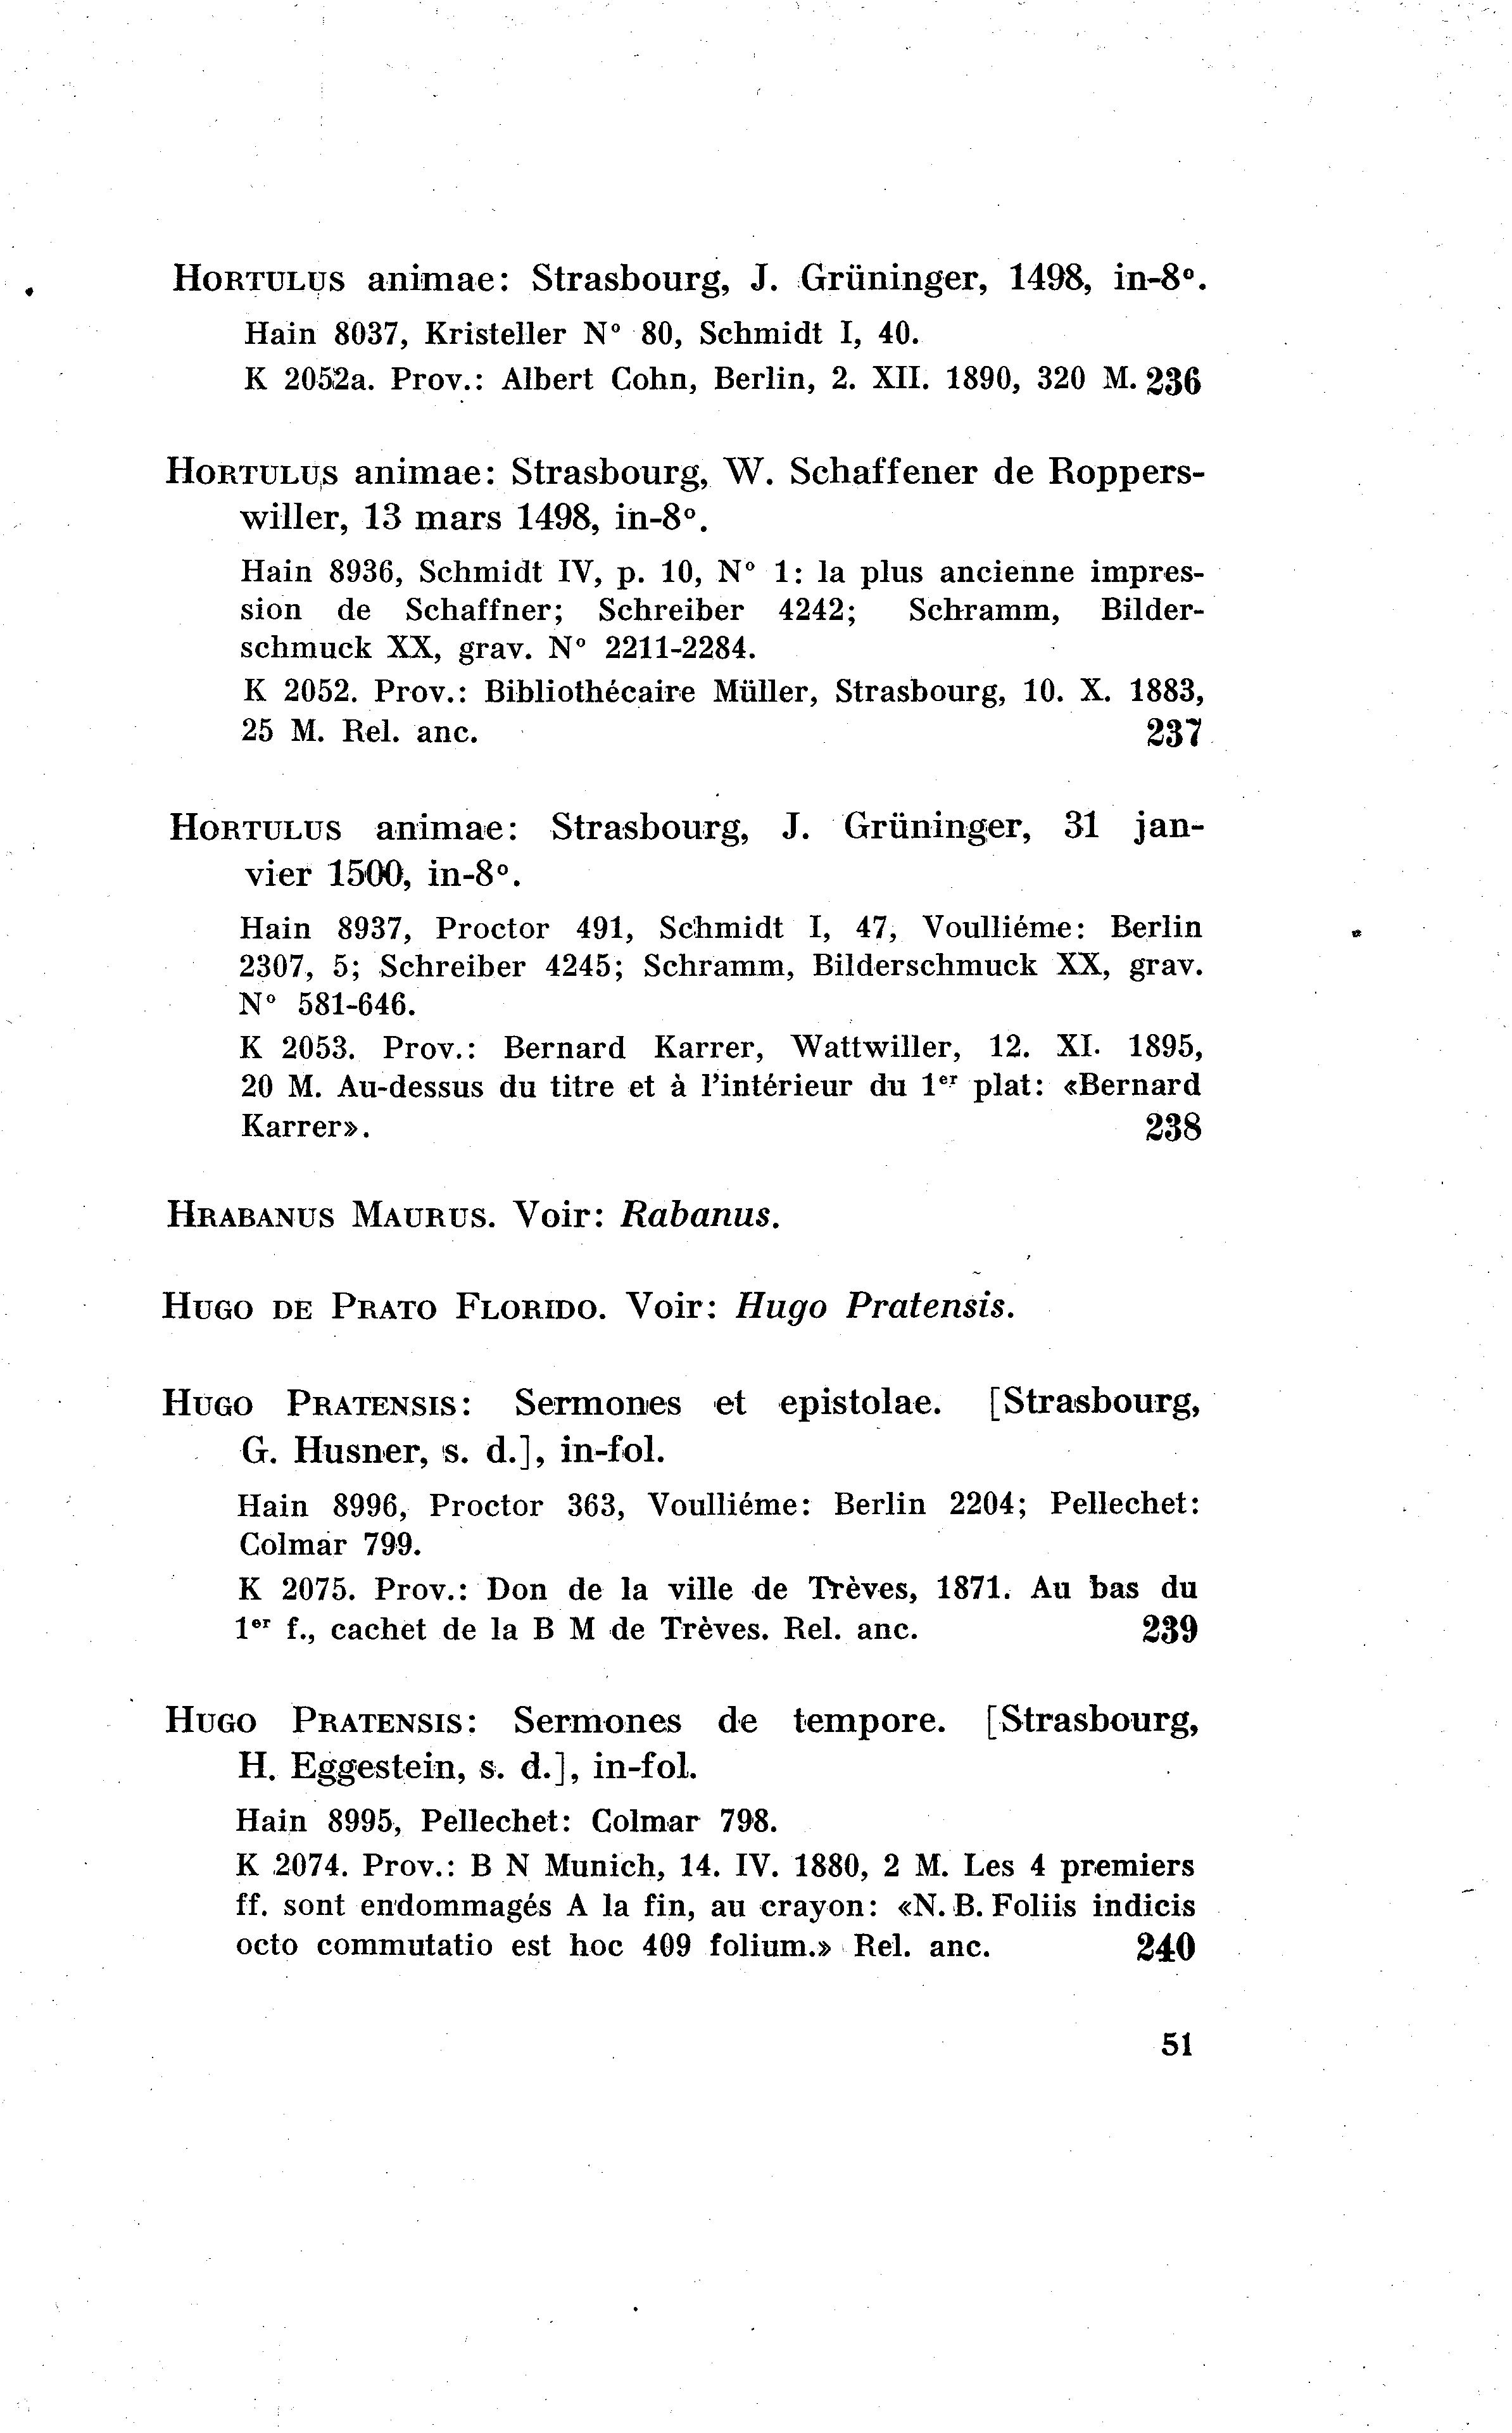 HORTULUS animae: Strasbourg, J. Grüninger, 1498, in-8°.
Hain 8037, Kristeller N° 80, Schmidt I, 40.
K 2052a. Prov.: Albert Cohn, Berlin, 2. XII. 1890, 320 M. 236
HORTULUS animae: Strasbourg, W. Schaffener de Roppers-
willer, 13 mars 1498, in-8°.
Hain 8936, Schmidt IV, p. 10, N° 1: la plus ancienne impres-
sion de Schaffner; Schreiber 4242; Schramm, Bilder-
schmuck XX, grav. N° 2211-2284.
K 2052. Prov.: Bibliothécaire Müller, Strasbourg, 10. X. 1883,
25 M. Rel. anc. 237
HORTULUS animae: Strasbourg, J. Grüninger, 31 jan-
vier 1500, in-8°.
Hain 8937, Proctor 491, Schmidt I, 47, Voulliéme: Berlin
2307, 5; Schreiber 4245; Schramm, Bilderschmuck XX, grav.
N° 581-646.
K 2053. Prov.: Bernard Karrer, Wattwiller, 12. XI. 1895,
20 M. Au-dessus du titre et à l'intérieur du 1er plat: «Bernard
Karrer». 238
HRABANUS MAURUS. Voir: Rabanus.
HUGO DE PRATO FLORIDO. Voir: Hugo Pratensis.
HUGO PRATENSIS: Sermones et epistolae. [Strasbourg,
G. Husner, s. d.], in-fol.
Hain 8996, Proctor 363, Voulliéme: Berlin 2204; Pellechet:
Colmar 799.
K 2075. Prov.: Don de la ville de Trèves, 1871. Au bas du
1er f., cachet de la B M de Trèves. Rel. anc. 239
HUGO PRATENSIS: Sermones de tempore. [Strasbourg,
H. Eggestein, s. d.], in-fol.
Hain 8995, Pellechet: Colmar 798.
K 2074. Prov.: B N Munich, 14. IV. 1880, 2 M. Les 4 premiers
ff. sont endommagés A la fin, au crayon: «N. B. Foliis indicis
octo commutatio est hoc 409 folium.» Rel. anc. 240
51